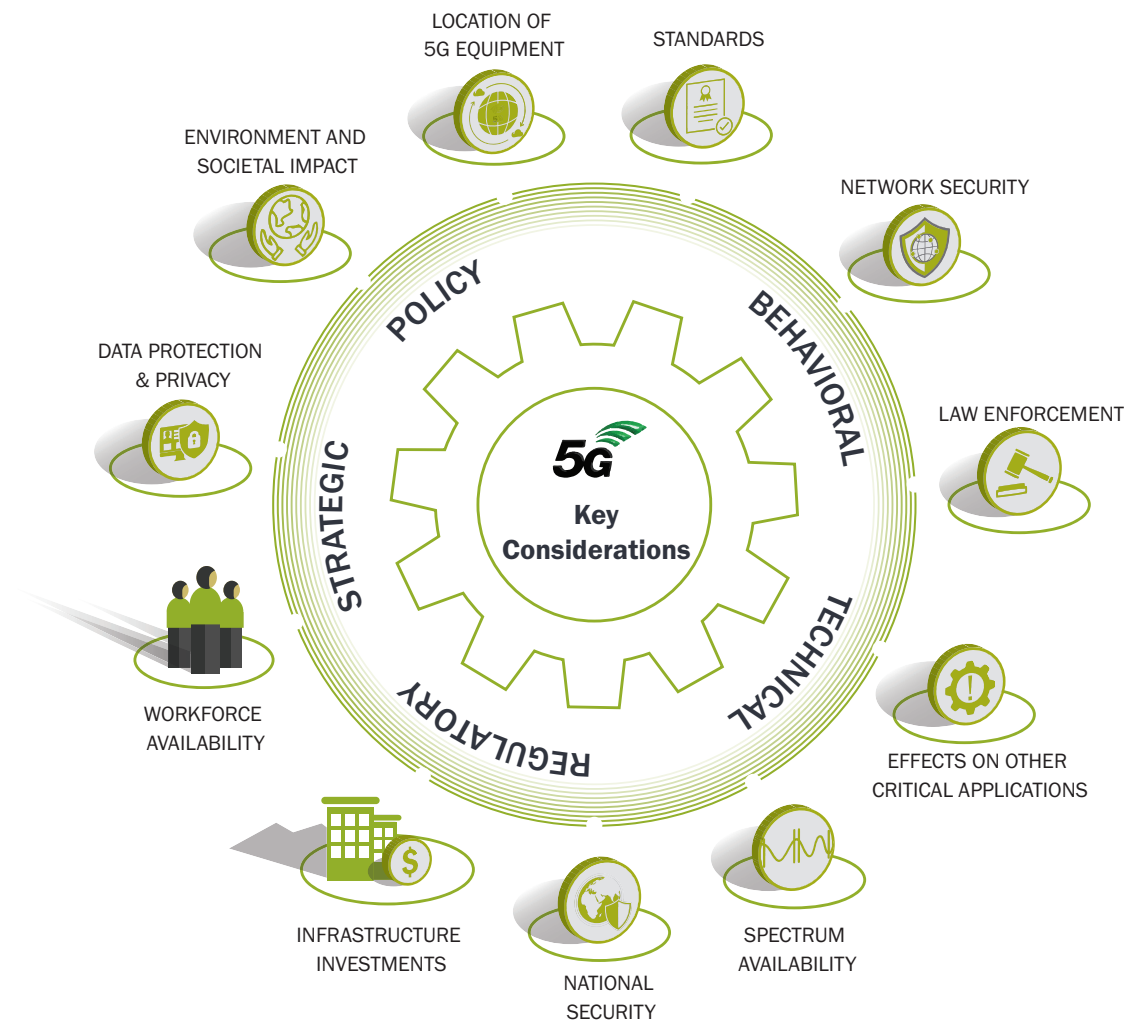 LOCATION OF
5G EQUIPMENT
STANDARDS
ENVIRONMENT AND
SOCIETAL IMPACT
NETWORK SECURITY
POLICY
BEHAVIORAL
DATA PROTECTION
& PRIVACY
LAW ENFORCEMENT
5G
Key
Considerations
STRATEGIC
TECHNICAL
REGULATORY
WORKFORCE
AVAILABILITY
EFFECTS ON OTHER
CRITICAL APPLICATIONS
!
$
INFRASTRUCTURE
INVESTMENTS
SPECTRUM
AVAILABILITY
NATIONAL
SECURITY